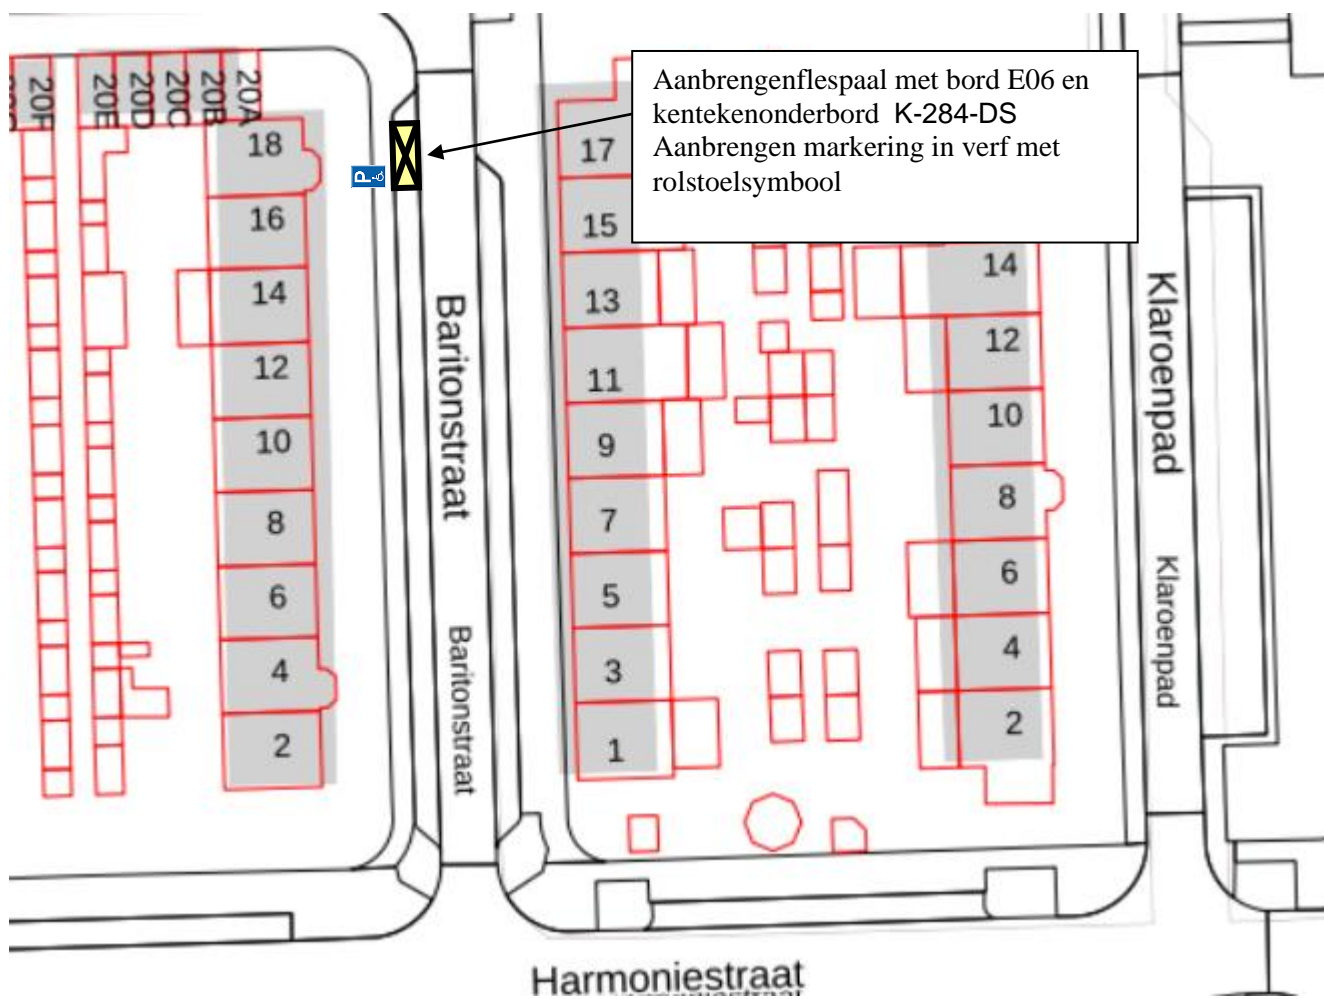 Aanbrengenflespaal met bord E06 en
kentekenonderbord K-284-DS
Aanbrengen markering in verf met
rolstoelsymbool
20F
20E
20D
20C
20B
20A
18
16
14
12
10
8
6
4
2
P
Baritonstraat
Baritonstraat
17
15
13
11
9
7
5
3
1
14
12
10
8
6
4
2
Klaroenpad
Klaroenpad
Harmoniestraat